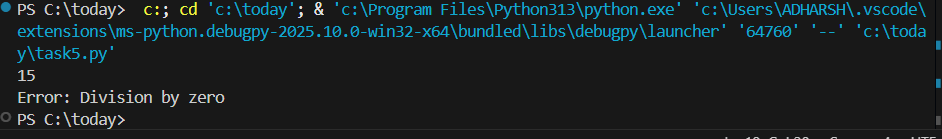 PS C:\today>  c:; cd 'c:\today'; & 'c:\Program Files\Python313\python.exe' 'c:\Users\ADHARSH\.vscode\
extensions\ms-python.debugpy-2025.10.0-win32-x64\bundled\libs\debugpy\launcher' '64760' '--' 'c:\toda
y\task5.py'
15
Error: Division by zero
PS C:\today>